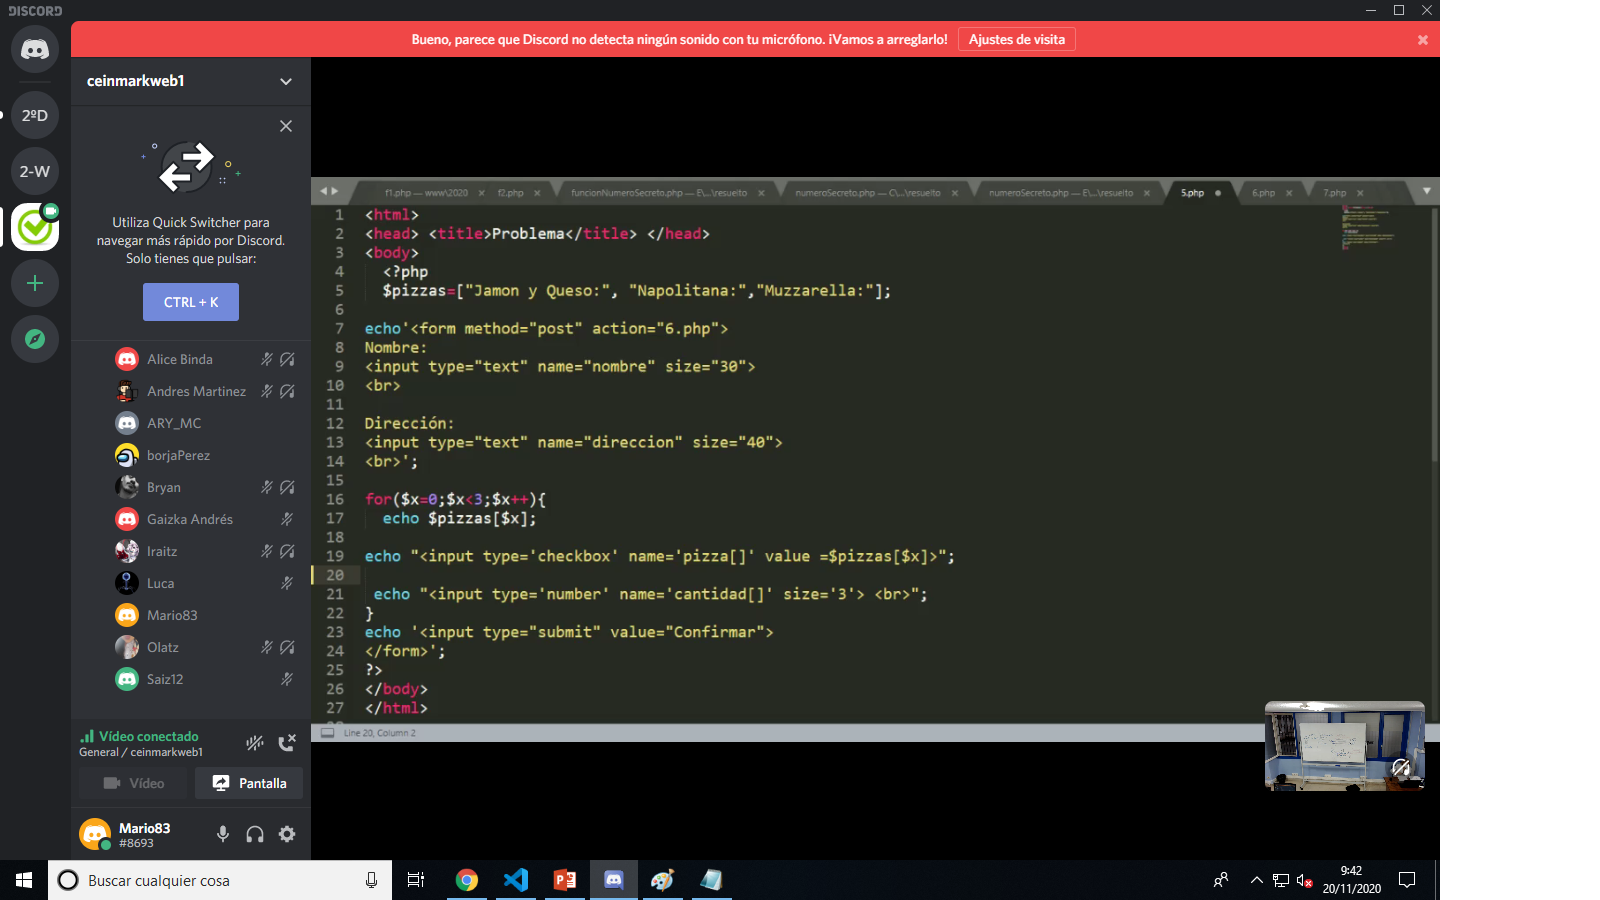 DISCORD
Bueno, parece que Discord no detecta ningún sonido con tu micrófono. ¡Vamos a arreglarlo!
Ajustes de visita
2ºD
2-W
ceinmarkweb1
Utiliza Quick Switcher para
navegar más rápido por Discord.
Solo tienes que pulsar:
CTRL + K
Alice Binda
Andres Martinez
ARY_MC
borjaPerez
Bryan
Gaizka Andrés
Iraitz
Luca
Mario83
Olatz
Saiz12
Vídeo conectado
General / ceinmarkweb1
Vídeo
Pantalla
Mario83
#8693
f1.php — www\2020
f2.php
funcionNumeroSecreto.php — E\...\resuelto
numeroSecreto.php — C\...\resuelto
numeroSecreto.php — E\...\resuelto
5.php
6.php
7.php
1 <html>
2 <head> <title>Problema</title> </head>
3 <body>
4 <?php
5 $pizzas=["Jamon y Queso:", "Napolitana:","Muzzarella:"];
6
7 echo'<form method="post" action="6.php">
8 Nombre:
9 <input type="text" name="nombre" size="30">
10 <br>
11
12 Dirección:
13 <input type="text" name="direccion" size="40">
14 <br>';
15
16 for($x=0;$x<3;$x++){
17 echo $pizzas[$x];
18
19 echo "<input type='checkbox' name='pizza[]' value =$pizzas[$x]>";
20
21 echo "<input type='number' name='cantidad[]' size='3'> <br>";
22 }
23 echo '<input type="submit" value="Confirmar">
24 </form>';
25 ?>
26 </body>
27 </html>
Line 20, Column 2
Buscar cualquier cosa
9:42
20/11/2020